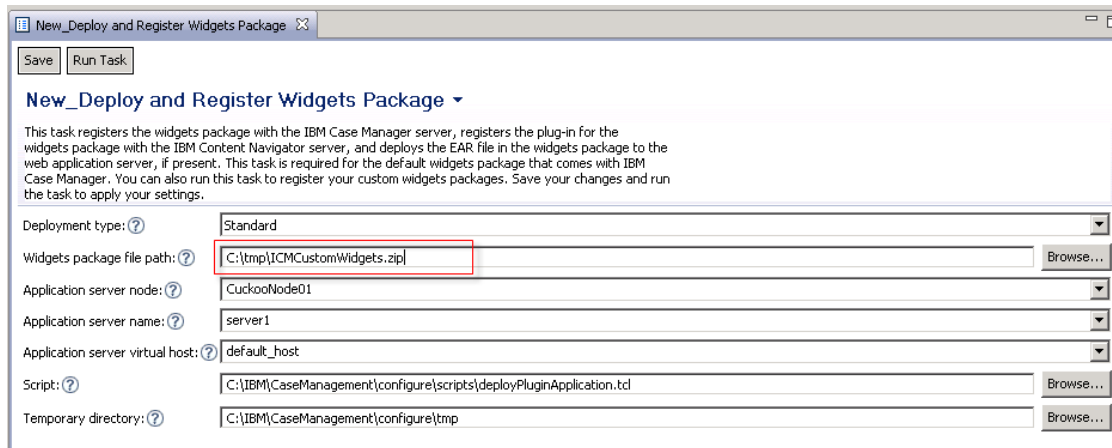 New_Deploy and Register Widgets Package
Save Run Task
New_Deploy and Register Widgets Package
This task registers the widgets package with the IBM Case Manager server, registers the plug-in for the
widgets package with the IBM Content Navigator server, and deploys the EAR file in the widgets package to the
web application server, if present. This task is required for the default widgets package that comes with IBM
Case Manager. You can also run this task to register your custom widgets packages. Save your changes and run
the task to apply your settings.
Deployment type: ? Standard
Widgets package file path: ? C:\tmp\ICMCustomWidgets.zip Browse...
Application server node: ? CuckooNode01
Application server name: ? server1
Application server virtual host: ? default_host
Script: ? C:\IBM\CaseManagement\configure\scripts\deployPluginApplication.tcl Browse...
Temporary directory: ? C:\IBM\CaseManagement\configure\tmp Browse...